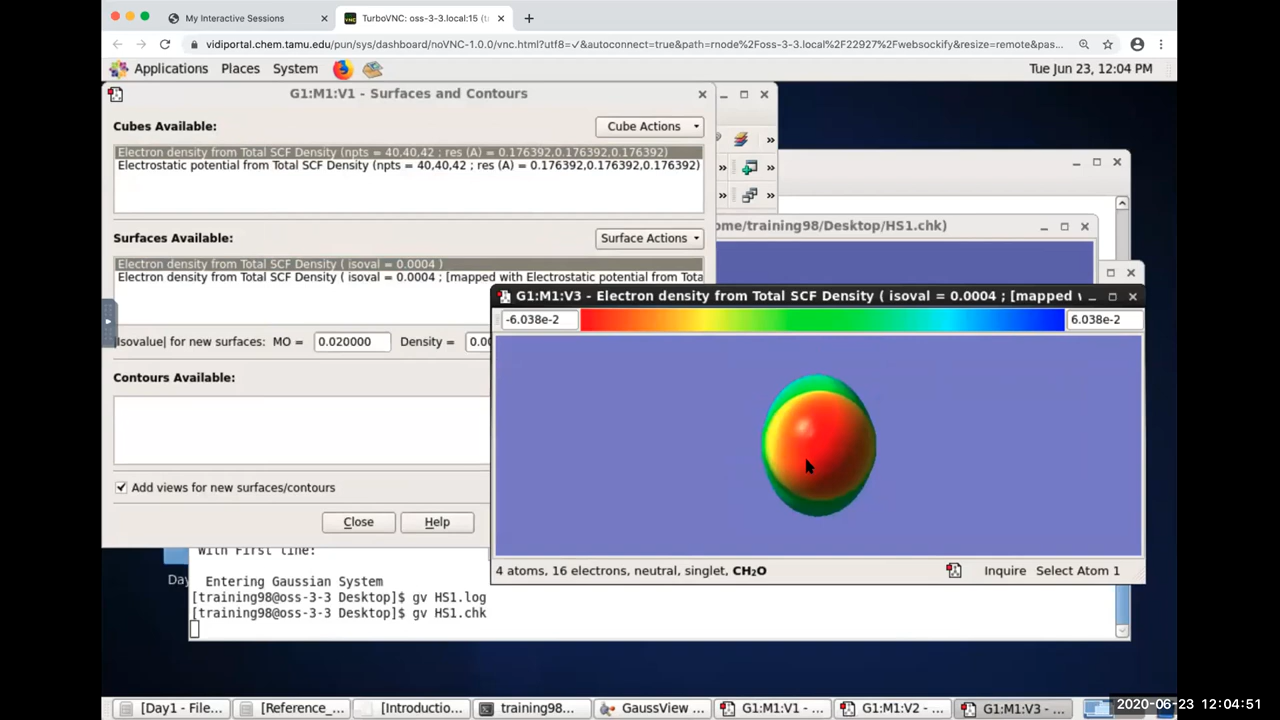 My Interactive Sessions
TurboVNC: oss-3-3.local:15 (t
vidiportal.chem.tamu.edu/pun/sys/dashboard/noVNC-1.0.0/vnc.html?utf8=✓&autoconnect=true&path=rnode%2Foss-3-3.local%2F22927%2Fwebsockify&resize=remote&pas...
Applications Places System
Tue Jun 23, 12:04 PM
G1:M1:V1 - Surfaces and Contours
Cubes Available:
Cube Actions
Electron density from Total SCF Density (npts = 40,40,42 ; res (A) = 0.176392,0.176392,0.176392)
Electrostatic potential from Total SCF Density (npts = 40,40,42 ; res (A) = 0.176392,0.176392,0.176392)
Surfaces Available:
Surface Actions
ome/training98/Desktop/HS1.chk)
Electron density from Total SCF Density ( isoval = 0.0004 )
Electron density from Total SCF Density ( isoval = 0.0004 ; [mapped with Electrostatic potential from Tota
G1:M1:V3 - Electron density from Total SCF Density ( isoval = 0.0004 ; [mapped
-6.038e-2
6.038e-2
|Isovalue| for new surfaces: MO = 0.020000 Density = 0.00
Contours Available:
Add views for new surfaces/contours
Close
Help
With First line:
Entering Gaussian System
[training98@oss-3-3 Desktop]$ gv HS1.log
[training98@oss-3-3 Desktop]$ gv HS1.chk
Day
4 atoms, 16 electrons, neutral, singlet, CH₂O
Inquire Select Atom 1
[Day1 - File...
[Reference_...
[Introductio...
training98...
GaussView ...
G1:M1:V1 - ...
G1:M1:V2 - ...
G1:M1:V3 - ...
2020-06-23 12:04:51